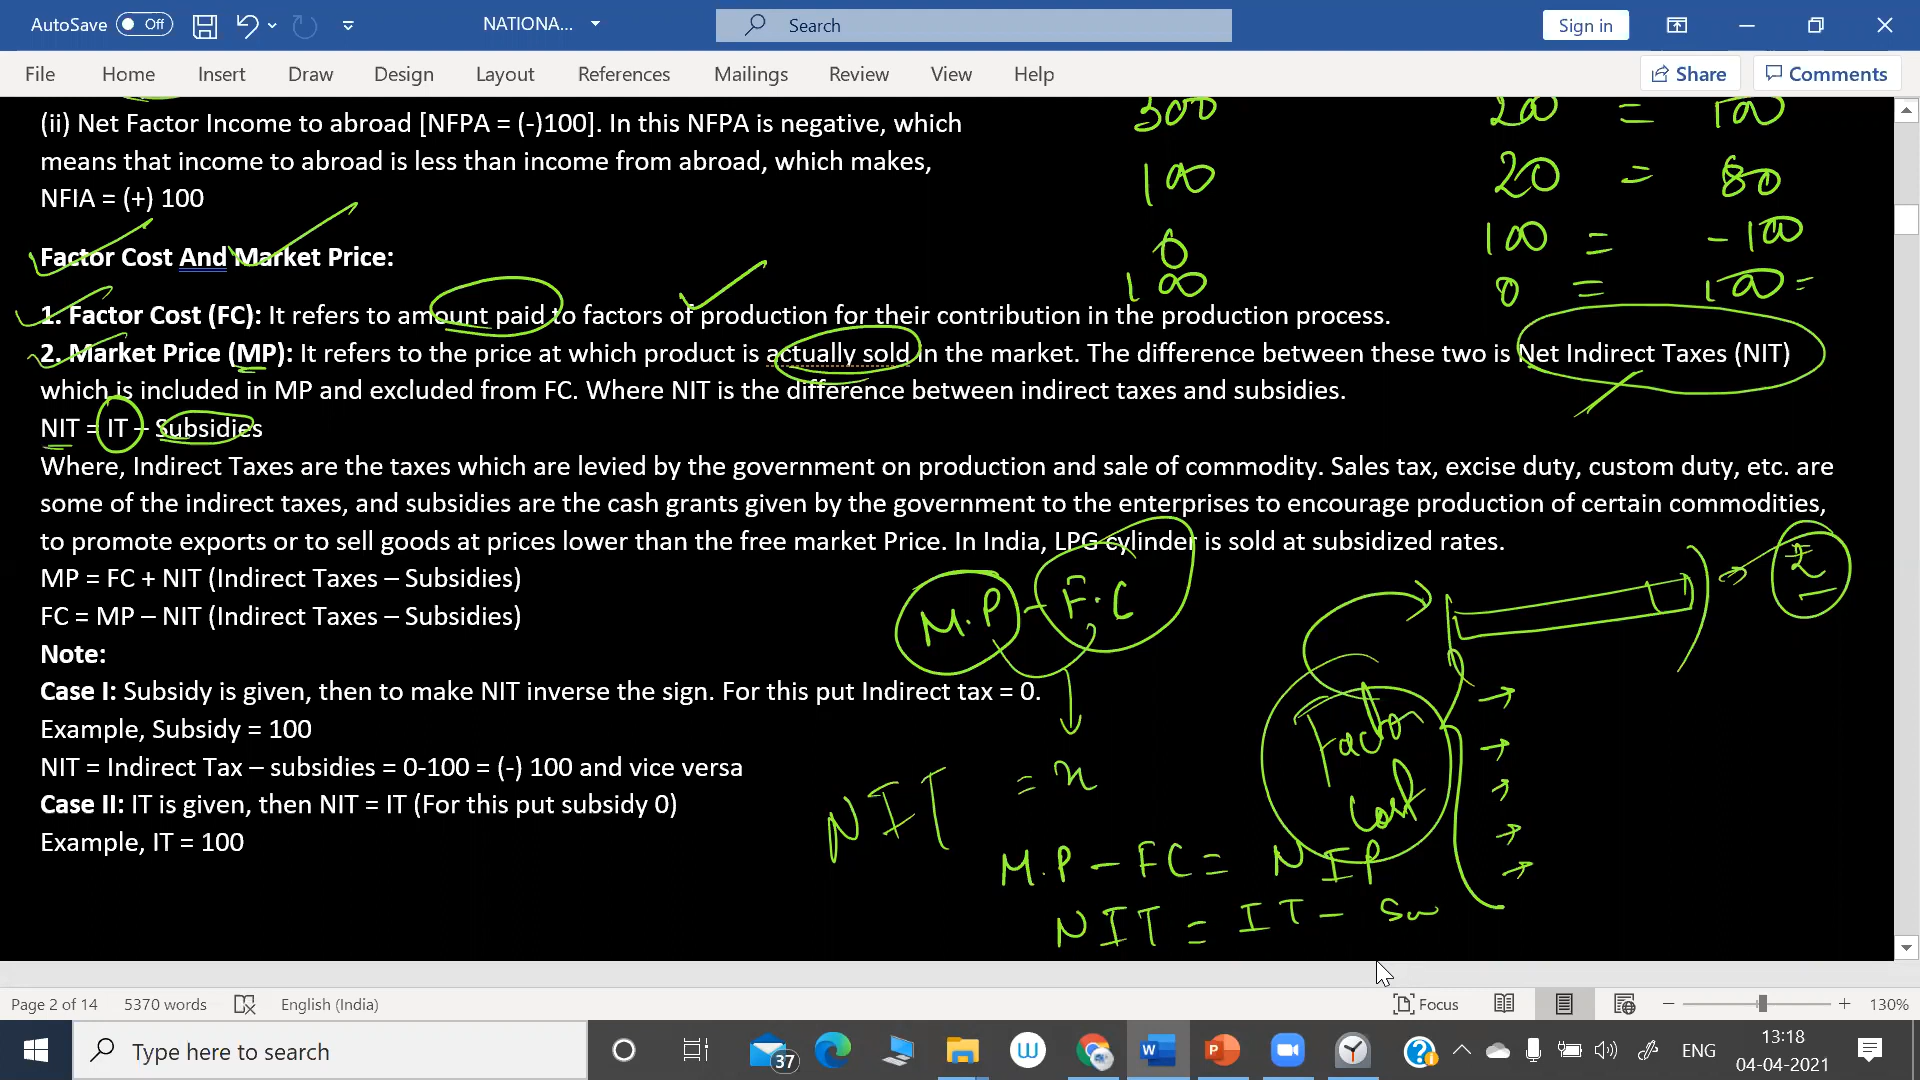 AutoSave Off NATIONA... Search Sign in
File Home Insert Draw Design Layout References Mailings Review View Help Share Comments
(ii) Net Factor Income to abroad [NFPA = (-)100]. In this NFPA is negative, which
means that income to abroad is less than income from abroad, which makes,
NFIA = (+) 100
300 200 = 100
100 20 = 80
0 100 = -100
100 0 = 100 =
Factor Cost And Market Price:
1. Factor Cost (FC): It refers to amount paid to factors of production for their contribution in the production process.
2. Market Price (MP): It refers to the price at which product is actually sold in the market. The difference between these two is Net Indirect Taxes (NIT)
which is included in MP and excluded from FC. Where NIT is the difference between indirect taxes and subsidies.
NIT = IT – Subsidies
Where, Indirect Taxes are the taxes which are levied by the government on production and sale of commodity. Sales tax, excise duty, custom duty, etc. are
some of the indirect taxes, and subsidies are the cash grants given by the government to the enterprises to encourage production of certain commodities,
to promote exports or to sell goods at prices lower than the free market Price. In India, LPG cylinder is sold at subsidized rates.
MP = FC + NIT (Indirect Taxes – Subsidies)
FC = MP – NIT (Indirect Taxes – Subsidies)
M.P - F.C
Note:
Case I: Subsidy is given, then to make NIT inverse the sign. For this put Indirect tax = 0.
Example, Subsidy = 100
NIT = Indirect Tax – subsidies = 0-100 = (-) 100 and vice versa
Case II: IT is given, then NIT = IT (For this put subsidy 0)
Example, IT = 100
Factor
Cost
NIT = x
M.P - FC = NIP
NIT = IT - Su
Page 2 of 14 5370 words English (India) Focus 130%
Type here to search 37 ENG 13:18
04-04-2021